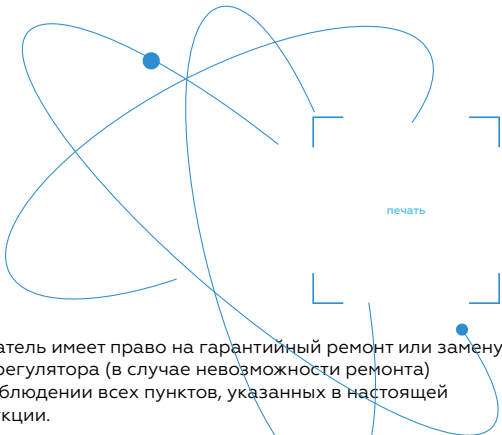 печать
атель имеет право на гарантийный ремонт или замену
регулятора (в случае невозможности ремонта)
блюдении всех пунктов, указанных в настоящей
кции.